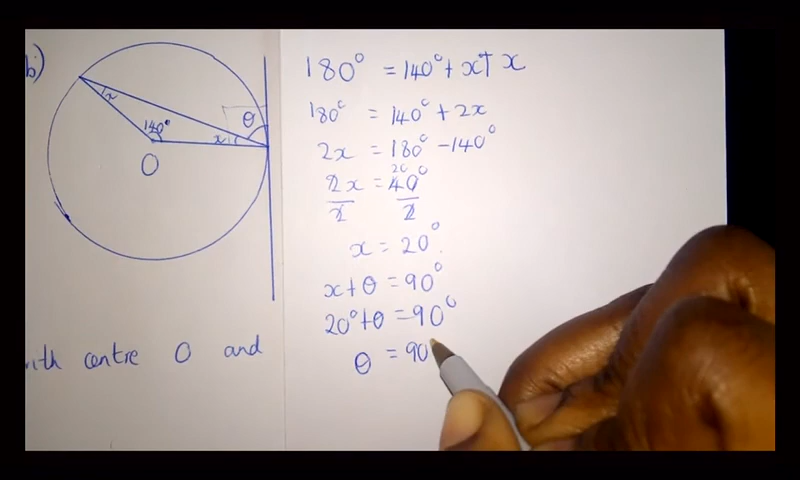 b)
x
140°
x
θ
O
with centre O and
180° = 140° + x + x
180° = 140° + 2x
2x = 180° - 140°
20
2x = 40°
2 2
x = 20°.
x + θ = 90°
20° + θ = 90°
θ = 90